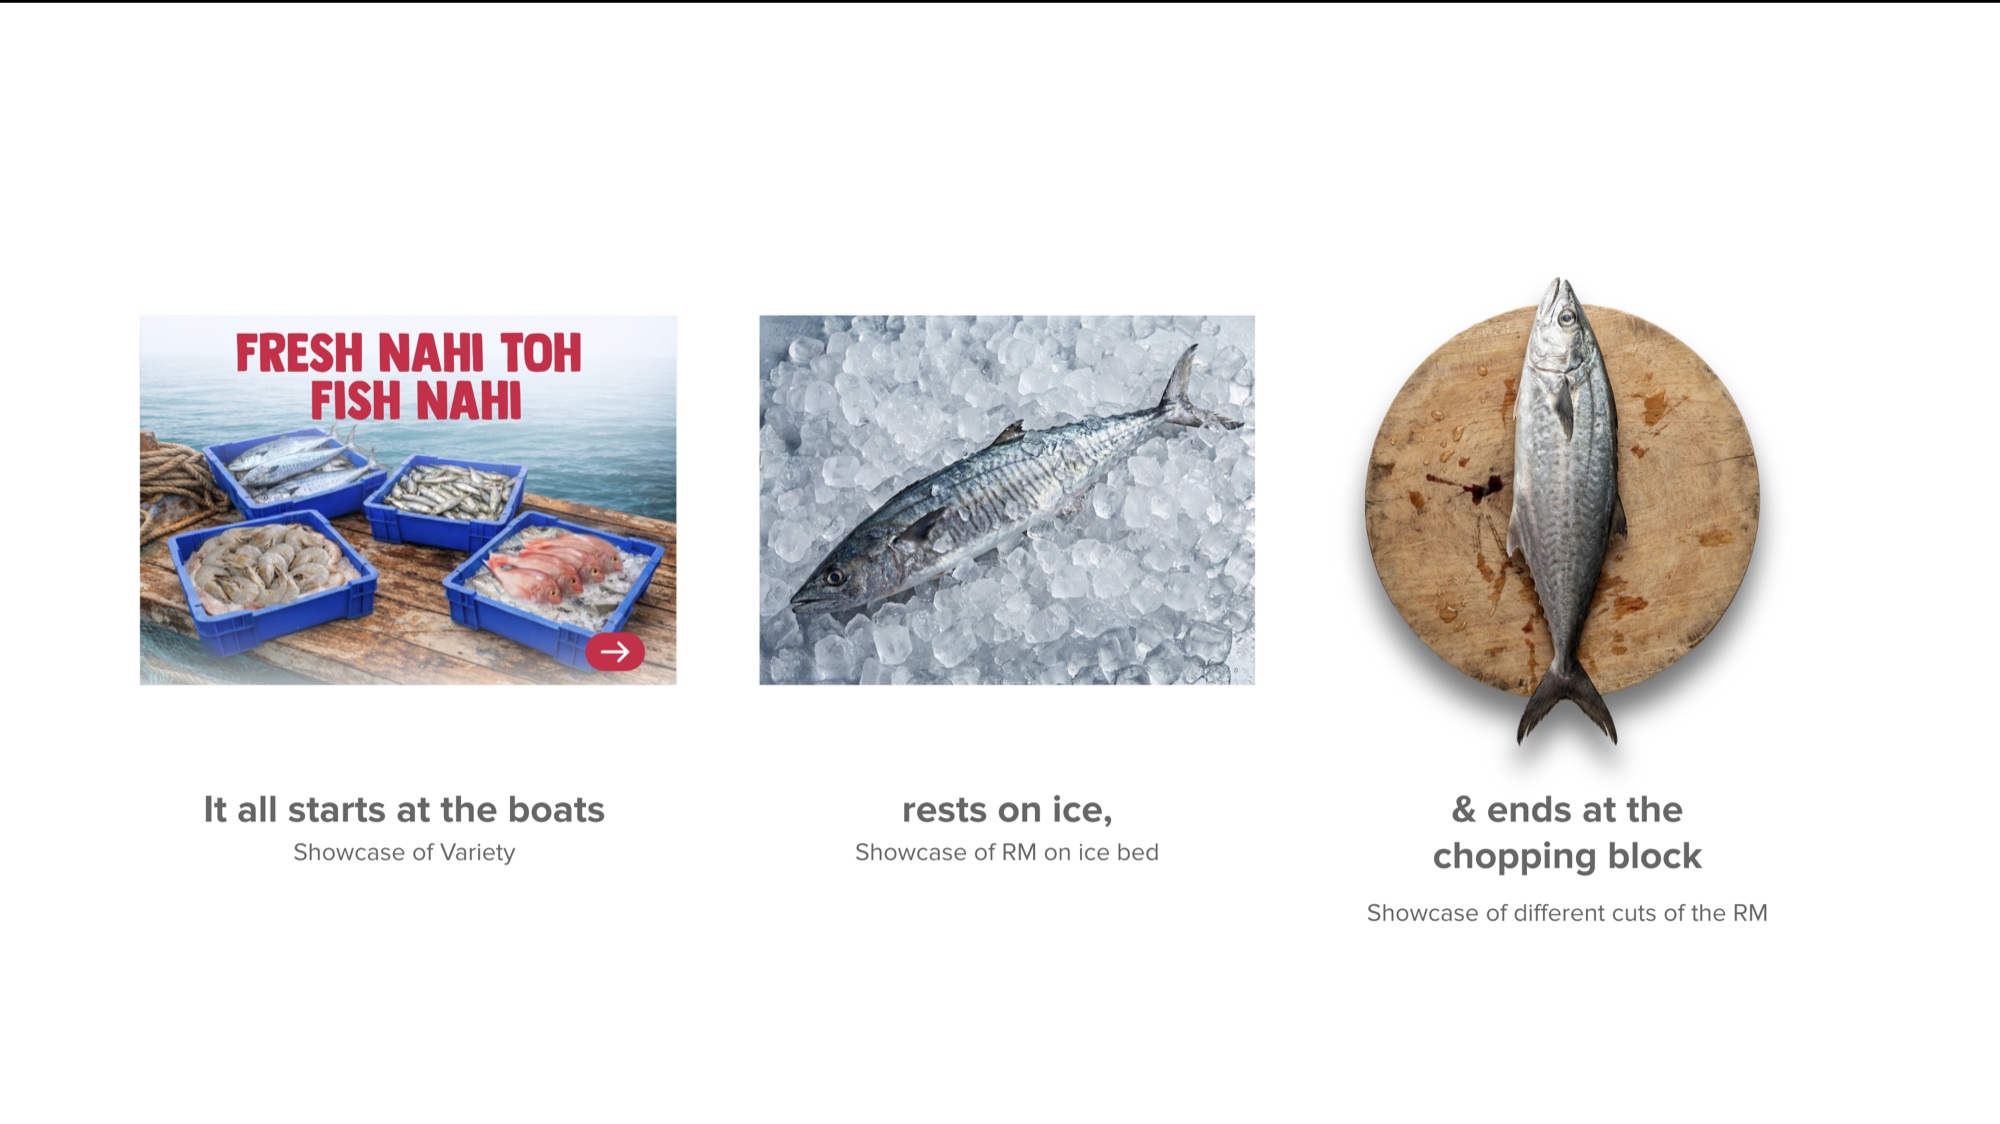 FRESH NAHI TOH
FISH NAHI
It all starts at the boats
Showcase of Variety
rests on ice,
Showcase of RM on ice bed
& ends at the
chopping block
Showcase of different cuts of the RM